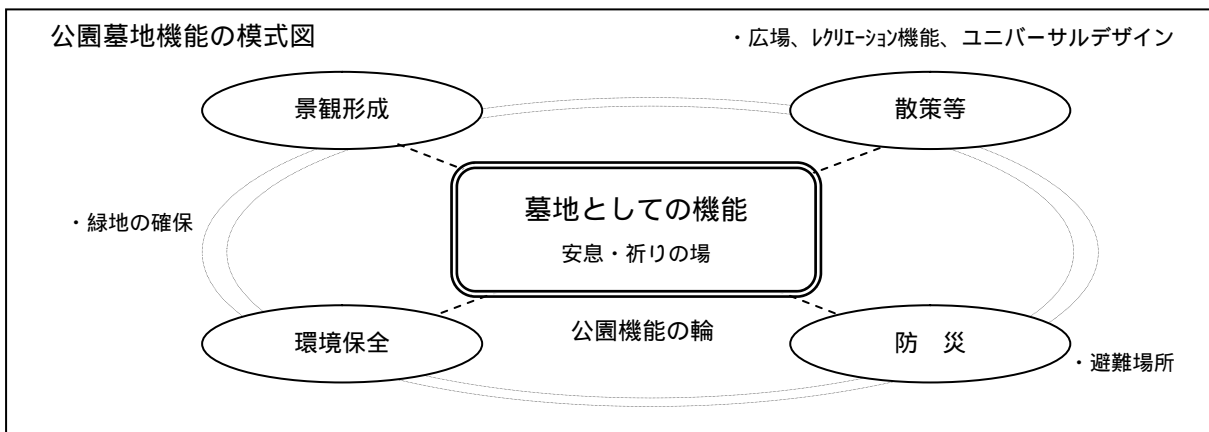 公園墓地機能の模式図
・広場、ﾚｸﾘｴｰｼｮﾝ機能、ユニバーサルデザイン
景観形成
散策等
墓地としての機能
安息・祈りの場
・緑地の確保
環境保全
公園機能の輪
防　災
・避難場所